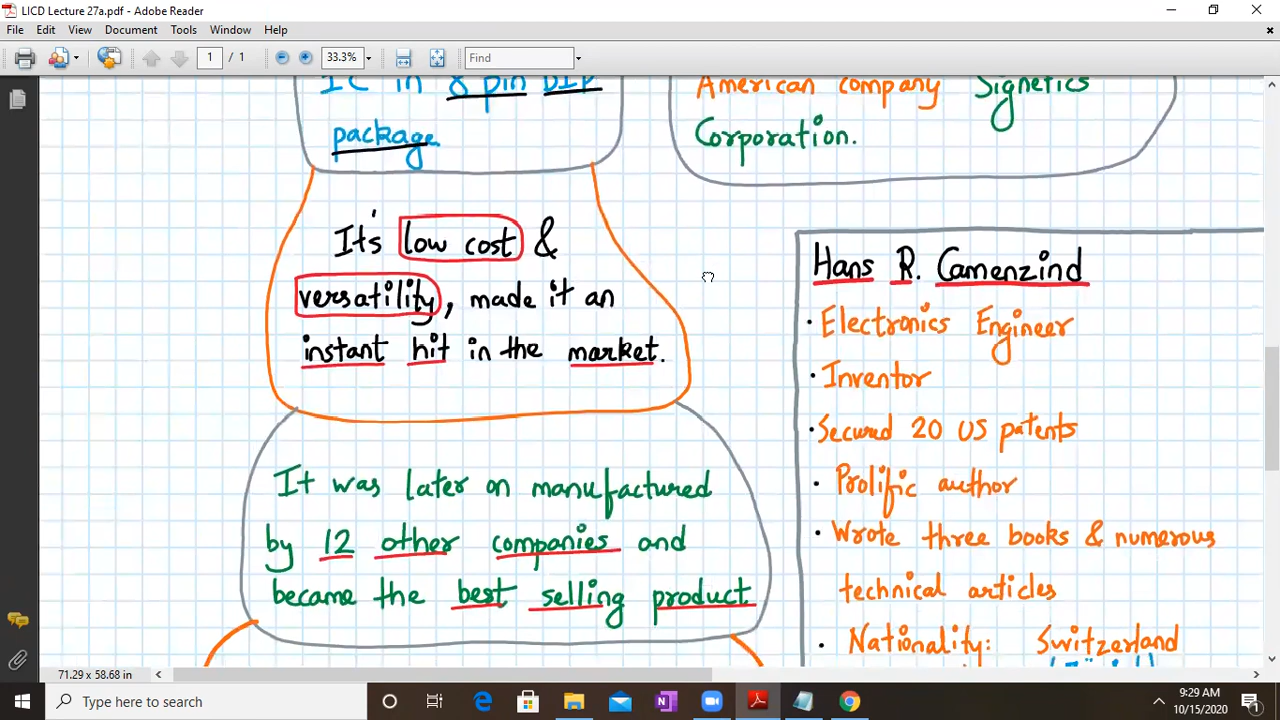 LICD Lecture 27a.pdf - Adobe Reader
File Edit View Document Tools Window Help
1 / 1 33.3% Find
IC in 8 pin DIP
package
American company Signetics
Corporation.
It's low cost &
versatility, made it an
instant hit in the market.
It was later on manufactured
by 12 other companies and
became the best selling product
Hans R. Camenzind
· Electronics Engineer
· Inventor
· Secured 20 US patents
· Prolific author
· Wrote three books & numerous
technical articles
· Nationality: Switzerland
71.29 x 58.68 in
Type here to search
9:29 AM
10/15/2020